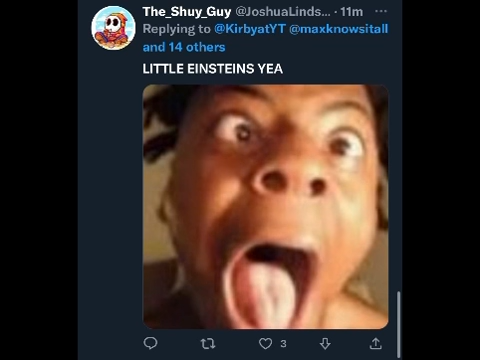 The_Shuy_Guy @JoshuaLinds... · 11m
Replying to @KirbyatYT @maxknowsitall
and 14 others
LITTLE EINSTEINS YEA
3